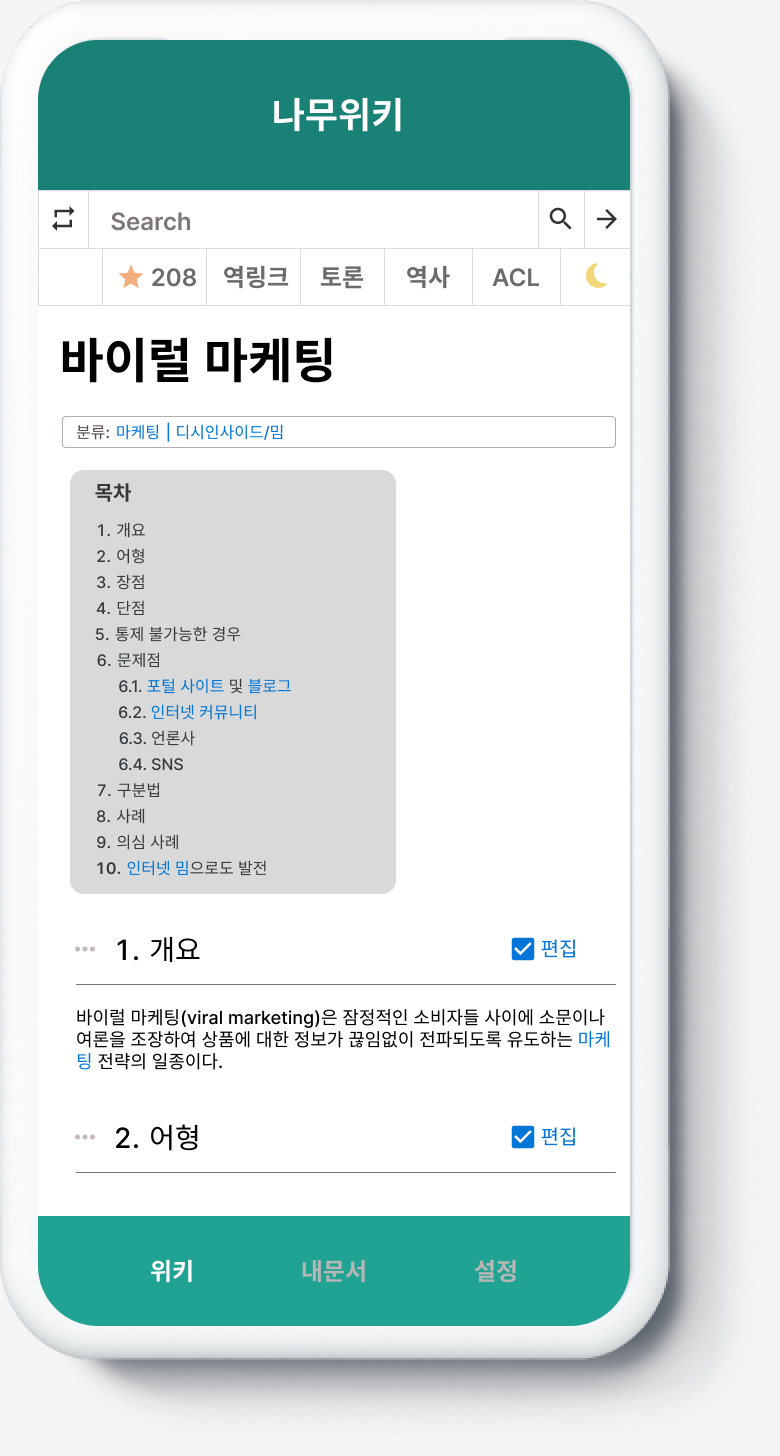 나무위키
Search
208 역링크 토론 역사 ACL
바이럴 마케팅
분류: 마케팅 | 디시인사이드/밈
목차
1. 개요
2. 어형
3. 장점
4. 단점
5. 통제 불가능한 경우
6. 문제점
6.1. 포털 사이트 및 블로그
6.2. 인터넷 커뮤니티
6.3. 언론사
6.4. SNS
7. 구분법
8. 사례
9. 의심 사례
10. 인터넷 밈으로도 발전
1. 개요 편집
바이럴 마케팅(viral marketing)은 잠정적인 소비자들 사이에 소문이나
여론을 조장하여 상품에 대한 정보가 끊임없이 전파되도록 유도하는 마케
팅 전략의 일종이다.
2. 어형 편집
위키 내문서 설정